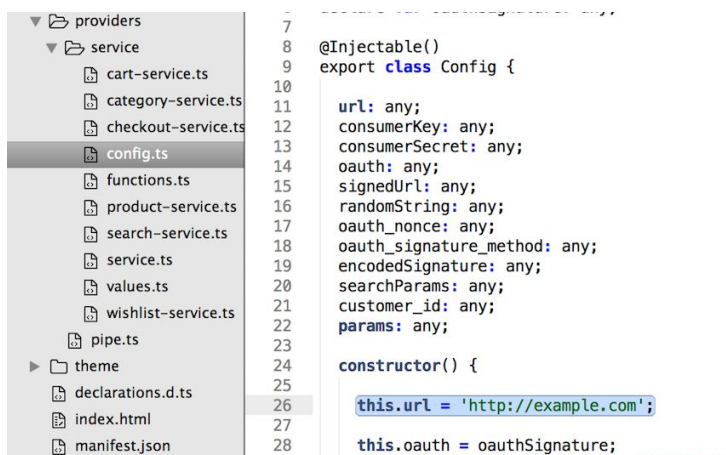 providers
service
cart-service.ts
category-service.ts
checkout-service.ts
config.ts
functions.ts
product-service.ts
search-service.ts
service.ts
values.ts
wishlist-service.ts
pipe.ts
theme
declarations.d.ts
index.html
manifest.json
7
8 @Injectable()
9 export class Config {
10
11 url: any;
12 consumerKey: any;
13 consumerSecret: any;
14 oauth: any;
15 signedUrl: any;
16 randomString: any;
17 oauth_nonce: any;
18 oauth_signature_method: any;
19 encodedSignature: any;
20 searchParams: any;
21 customer_id: any;
22 params: any;
23
24 constructor() {
25
26 this.url = 'http://example.com';
27
28 this.oauth = oauthSignature;